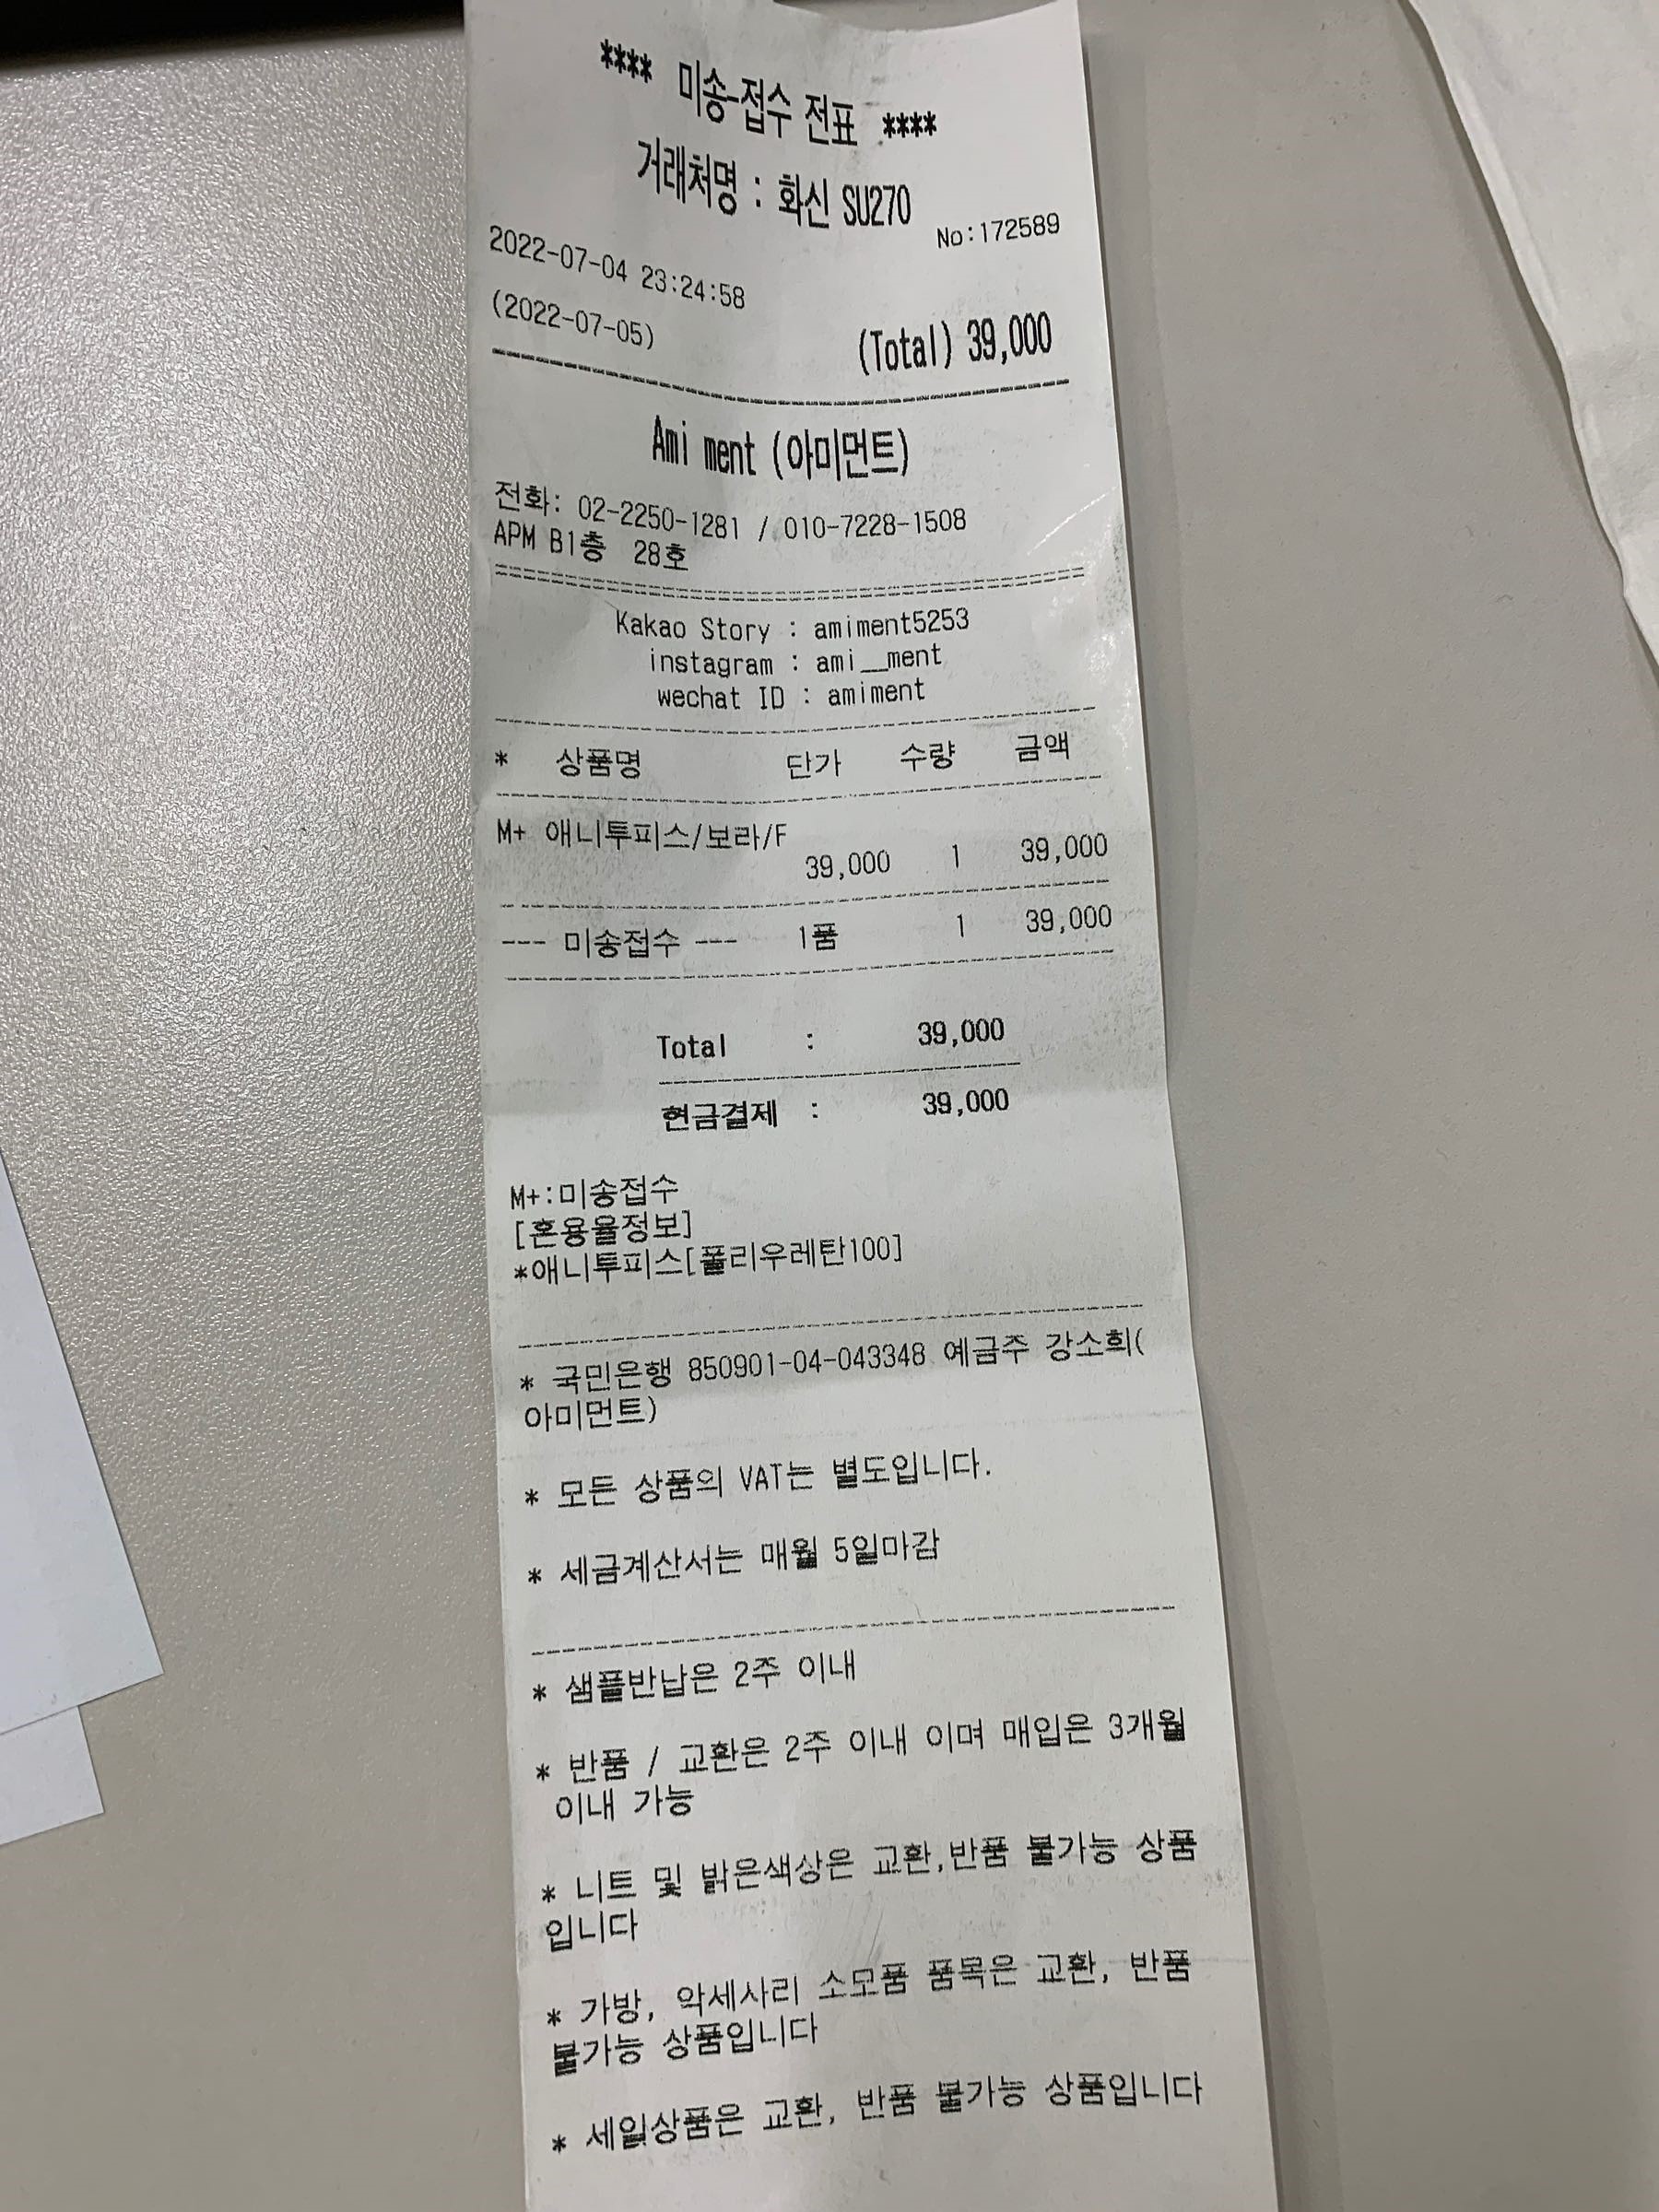 **** 미송-접수 전표 ****
거래처명 : 화신 SU270
No:172589
2022-07-04 23:24:58
(2022-07-05)
(Total) 39,000
Ami ment (아미먼트)
전화: 02-2250-1281 / 010-7228-1508
APM B1층 28호
Kakao Story : amiment5253
instagram : ami__ment
wechat ID : amiment
* 상품명 단가 수량 금액
M+ 애니투피스/보라/F
39,000 1 39,000
--- 미송접수 --- 1품 1 39,000
Total : 39,000
현금결제 : 39,000
M+:미송접수
[혼용율정보]
*애니투피스[폴리우레탄100]
* 국민은행 850901-04-043348 예금주 강소희(
아미먼트)
* 모든 상품의 VAT는 별도입니다.
* 세금계산서는 매월 5일마감
* 샘플반납은 2주 이내
* 반품 / 교환은 2주 이내 이며 매입은 3개월
이내 가능
* 니트 및 밝은색상은 교환,반품 불가능 상품
입니다
* 가방, 악세사리 소모품 품목은 교환, 반품
불가능 상품입니다
* 세일상품은 교환, 반품 불가능 상품입니다